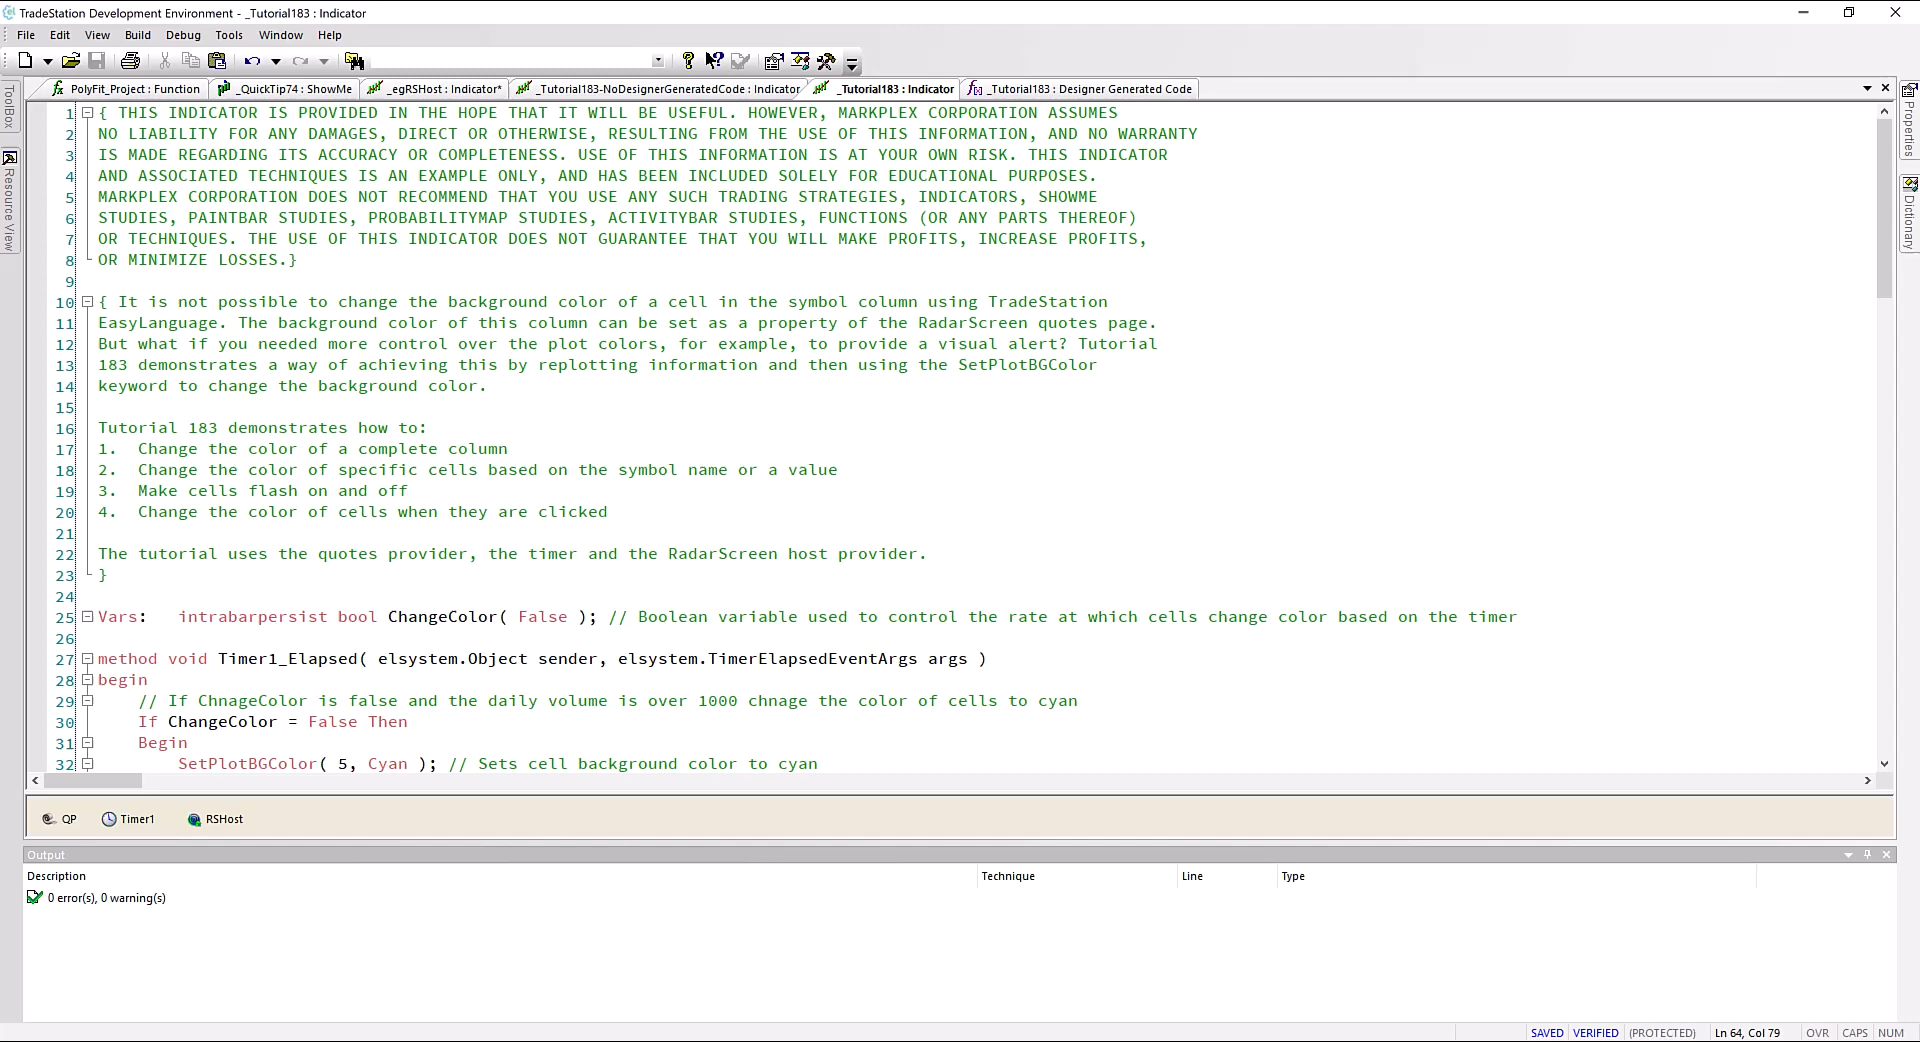 TradeStation Development Environment - _Tutorial183 : Indicator
File Edit View Build Debug Tools Window Help
PolyFit_Project : Function _QuickTip74 : ShowMe _egRSHost : Indicator* _Tutorial183-NoDesignerGeneratedCode : Indicator _Tutorial183 : Indicator _Tutorial183 : Designer Generated Code
ToolBox
Resource View
Properties
Dictionary
1 { THIS INDICATOR IS PROVIDED IN THE HOPE THAT IT WILL BE USEFUL. HOWEVER, MARKPLEX CORPORATION ASSUMES
2 NO LIABILITY FOR ANY DAMAGES, DIRECT OR OTHERWISE, RESULTING FROM THE USE OF THIS INFORMATION, AND NO WARRANTY
3 IS MADE REGARDING ITS ACCURACY OR COMPLETENESS. USE OF THIS INFORMATION IS AT YOUR OWN RISK. THIS INDICATOR
4 AND ASSOCIATED TECHNIQUES IS AN EXAMPLE ONLY, AND HAS BEEN INCLUDED SOLELY FOR EDUCATIONAL PURPOSES.
5 MARKPLEX CORPORATION DOES NOT RECOMMEND THAT YOU USE ANY SUCH TRADING STRATEGIES, INDICATORS, SHOWME
6 STUDIES, PAINTBAR STUDIES, PROBABILITYMAP STUDIES, ACTIVITYBAR STUDIES, FUNCTIONS (OR ANY PARTS THEREOF)
7 OR TECHNIQUES. THE USE OF THIS INDICATOR DOES NOT GUARANTEE THAT YOU WILL MAKE PROFITS, INCREASE PROFITS,
8 OR MINIMIZE LOSSES.}
9
10 { It is not possible to change the background color of a cell in the symbol column using TradeStation
11 EasyLanguage. The background color of this column can be set as a property of the RadarScreen quotes page.
12 But what if you needed more control over the plot colors, for example, to provide a visual alert? Tutorial
13 183 demonstrates a way of achieving this by replotting information and then using the SetPlotBGColor
14 keyword to change the background color.
15
16 Tutorial 183 demonstrates how to:
17 1. Change the color of a complete column
18 2. Change the color of specific cells based on the symbol name or a value
19 3. Make cells flash on and off
20 4. Change the color of cells when they are clicked
21
22 The tutorial uses the quotes provider, the timer and the RadarScreen host provider.
23 }
24
25 Vars: intrabarpersist bool ChangeColor( False ); // Boolean variable used to control the rate at which cells change color based on the timer
26
27 method void Timer1_Elapsed( elsystem.Object sender, elsystem.TimerElapsedEventArgs args )
28 begin
29 // If ChnageColor is false and the daily volume is over 1000 chnage the color of cells to cyan
30 If ChangeColor = False Then
31 Begin
32 SetPlotBGColor( 5, Cyan ); // Sets cell background color to cyan
QP Timer1 RSHost
Output
Description Technique Line Type
0 error(s), 0 warning(s)
SAVED VERIFIED (PROTECTED) Ln 64, Col 79 OVR CAPS NUM